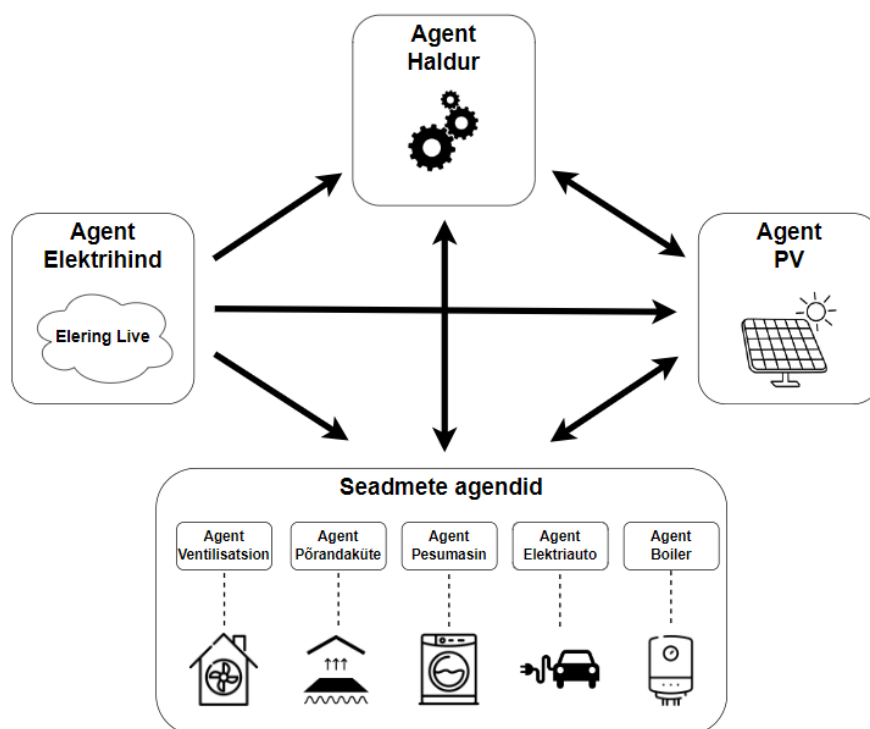 Agent
Haldur
Agent
Elektrihind
Elering Live
Agent
PV
Seadmete agendid
Agent
Ventilisatsion
Agent
Põrandaküte
Agent
Pesumasin
Agent
Elektriauto
Agent
Boiler